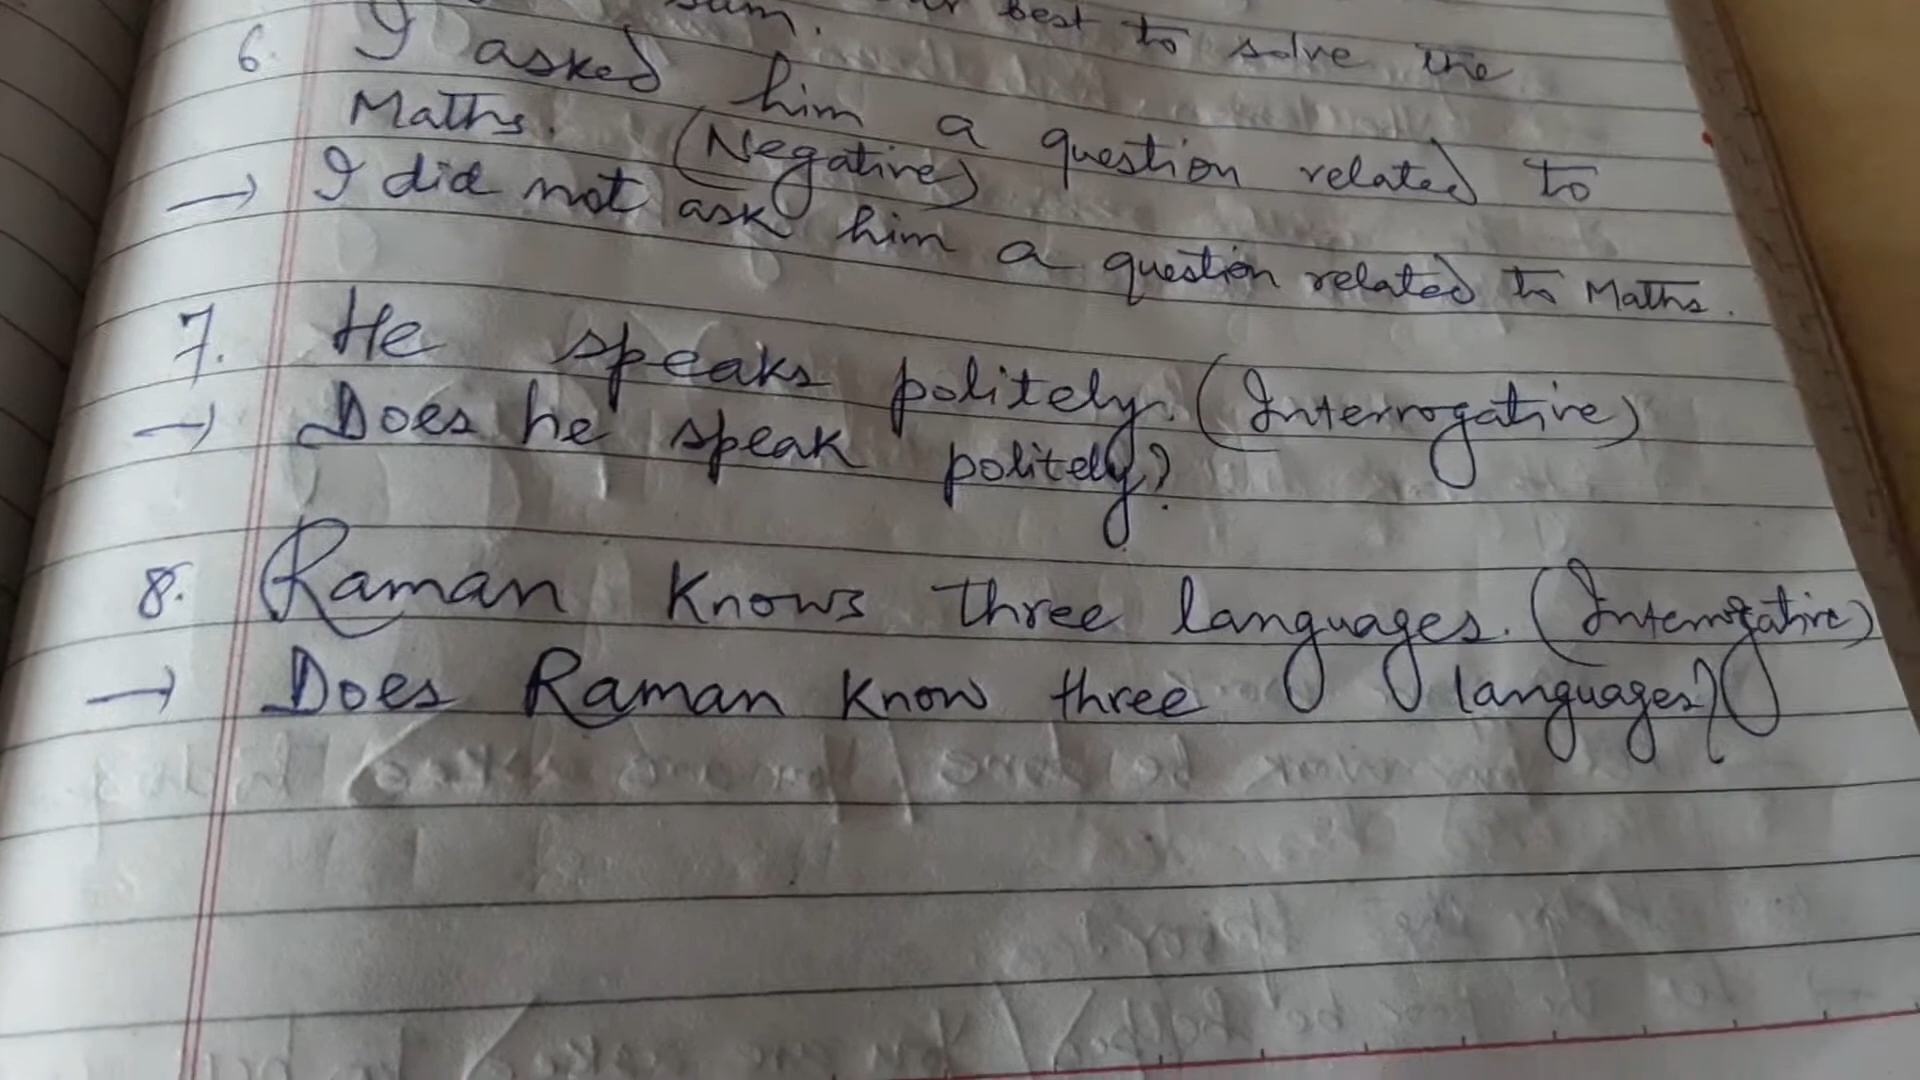 best to solve the
sum.
6. I asked him a question related to
Maths. (Negative)
→ I did not ask him a question related to Maths.
7. He speaks politely. (Interrogative)
→ Does he speak politely?
8. Raman knows three languages. (Interrogative)
→ Does Raman know three languages?